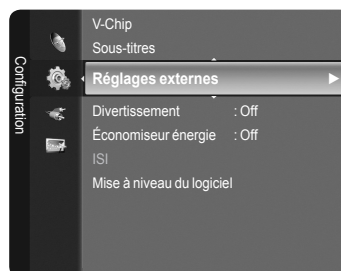 V-Chip
Sous-titres
Configuration
Réglages externes
Divertissement : Off
Économiseur énergie : Off
ISI
Mise à niveau du logiciel